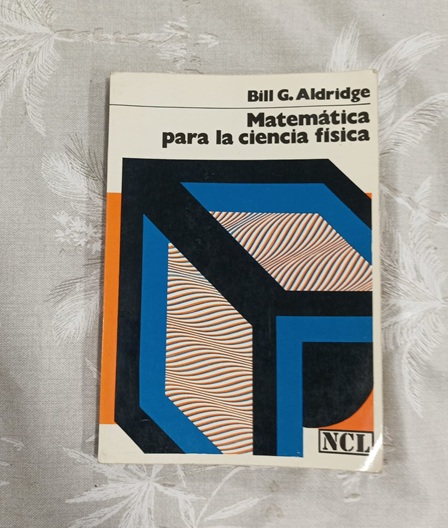 Bill G. Aldridge
Matemática
para la ciencia física
NCL